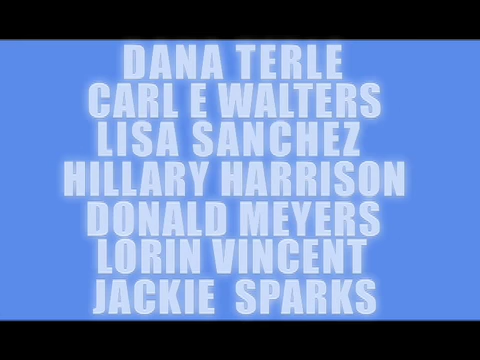 DANA TERLE
CARL E WALTERS
LISA SANCHEZ
HILLARY HARRISON
DONALD MEYERS
LORIN VINCENT
JACKIE SPARKS